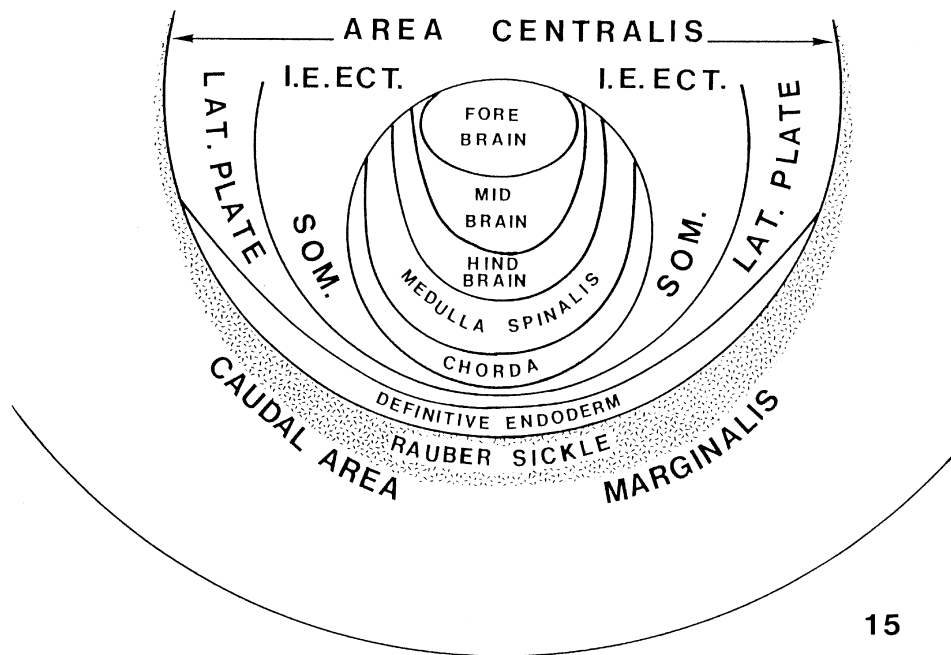 AREA CENTRALIS
I.E.ECT.
I.E.ECT.
LAT. PLATE
LAT. PLATE
FORE
BRAIN
MID
BRAIN
SOM.
SOM.
HIND
BRAIN
MEDULLA SPINALIS
CHORDA
DEFINITIVE ENDODERM
RAUBER SICKLE
CAUDAL AREA
MARGINALIS
15